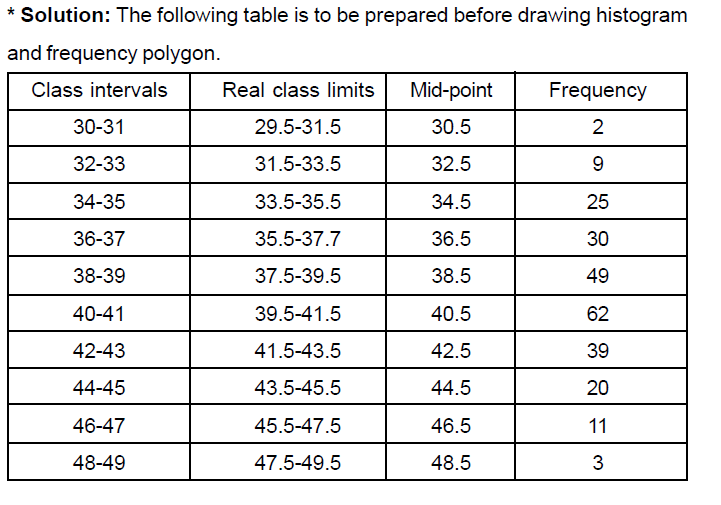 * Solution: The following table is to be prepared before drawing histogram
and frequency polygon.
Class intervals Real class limits Mid-point Frequency
30-31 29.5-31.5 30.5 2
32-33 31.5-33.5 32.5 9
34-35 33.5-35.5 34.5 25
36-37 35.5-37.7 36.5 30
38-39 37.5-39.5 38.5 49
40-41 39.5-41.5 40.5 62
42-43 41.5-43.5 42.5 39
44-45 43.5-45.5 44.5 20
46-47 45.5-47.5 46.5 11
48-49 47.5-49.5 48.5 3